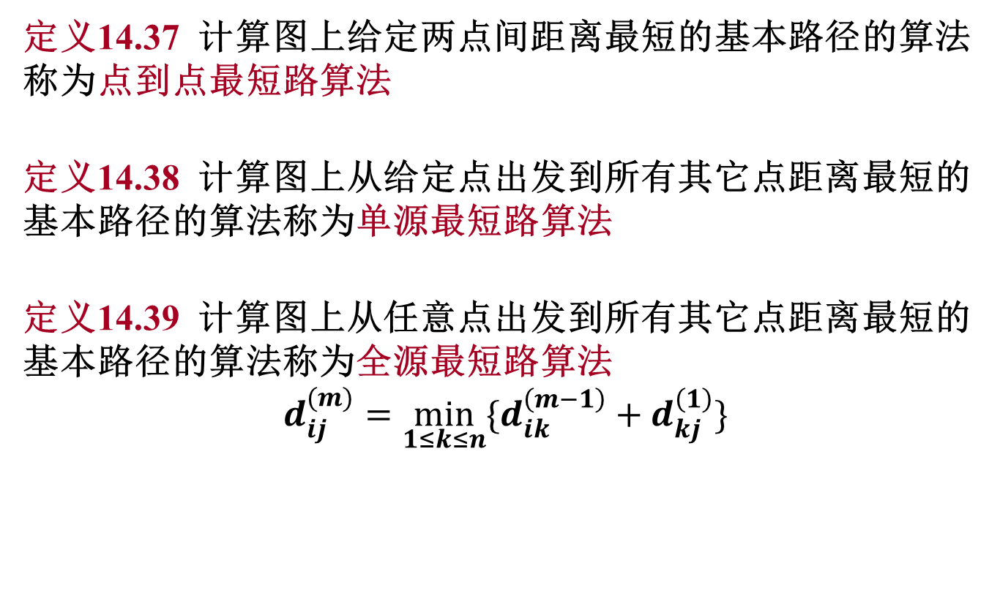 定义14.37 计算图上给定两点间距离最短的基本路径的算法
称为点到点最短路算法
定义14.38 计算图上从给定点出发到所有其它点距离最短的
基本路径的算法称为单源最短路算法
定义14.39 计算图上从任意点出发到所有其它点距离最短的
基本路径的算法称为全源最短路算法
$d_{ij}^{(m)} = \min_{1 \le k \le n} \{ d_{ik}^{(m-1)} + d_{kj}^{(1)} \}$